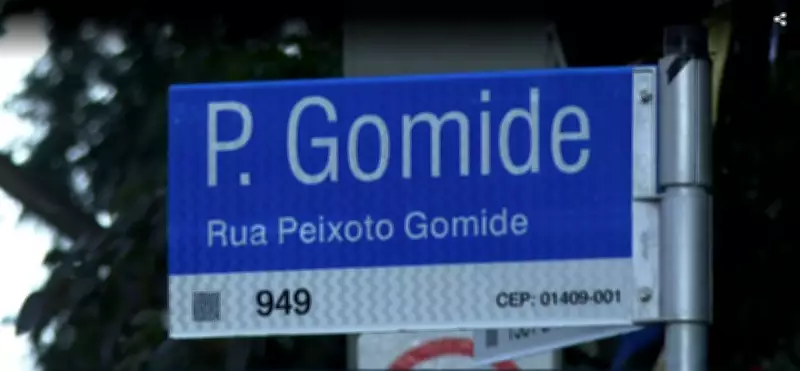 P. Gomide
Rua Peixoto Gomide
949
CEP: 01409-001